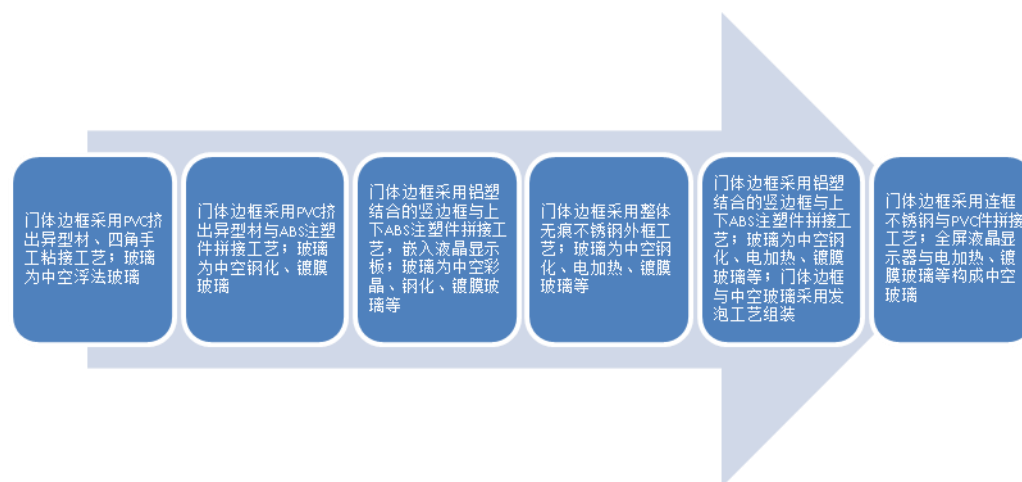 门体边框采用PVC挤
出异型材、四角手
工粘接工艺；玻璃
为中空浮法玻璃
门体边框采用PVC挤
出异型材与ABS注塑
件拼接工艺；玻璃
为中空钢化、镀膜
玻璃
门体边框采用铝塑
结合的竖边框与上
下ABS注塑件拼接工
艺，嵌入液晶显示
板；玻璃为中空彩
晶、钢化、镀膜玻
璃等
门体边框采用整体
无痕不锈钢外框工
艺；玻璃为中空钢
化、电加热、镀膜
玻璃等
门体边框采用铝塑
结合的竖边框与上
下ABS注塑件拼接工
艺；玻璃为中空钢
化、电加热、镀膜
玻璃等；门体边框
与中空玻璃采用发
泡工艺组装
门体边框采用连框
不锈钢与PVC件拼接
工艺；全屏液晶显
示器与电加热、镀
膜玻璃等构成中空
玻璃